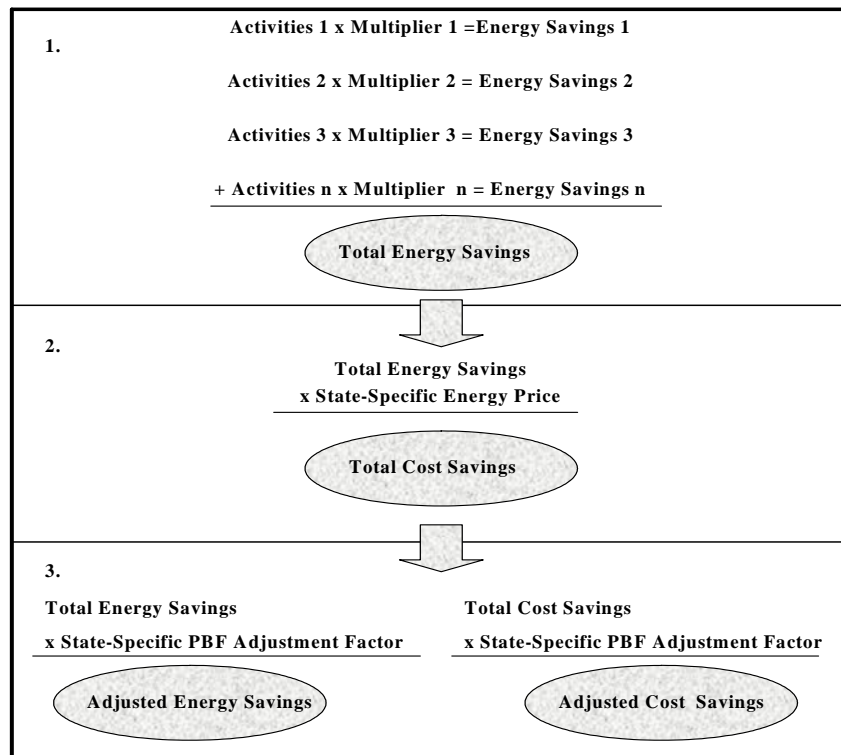 1.
Activities 1 x Multiplier 1 =Energy Savings 1
Activities 2 x Multiplier 2 = Energy Savings 2
Activities 3 x Multiplier 3 = Energy Savings 3
+ Activities n x Multiplier n = Energy Savings n
Total Energy Savings
2.
Total Energy Savings
x State-Specific Energy Price
Total Cost Savings
3.
Total Energy Savings
x State-Specific PBF Adjustment Factor
Adjusted Energy Savings
Total Cost Savings
x State-Specific PBF Adjustment Factor
Adjusted Cost Savings